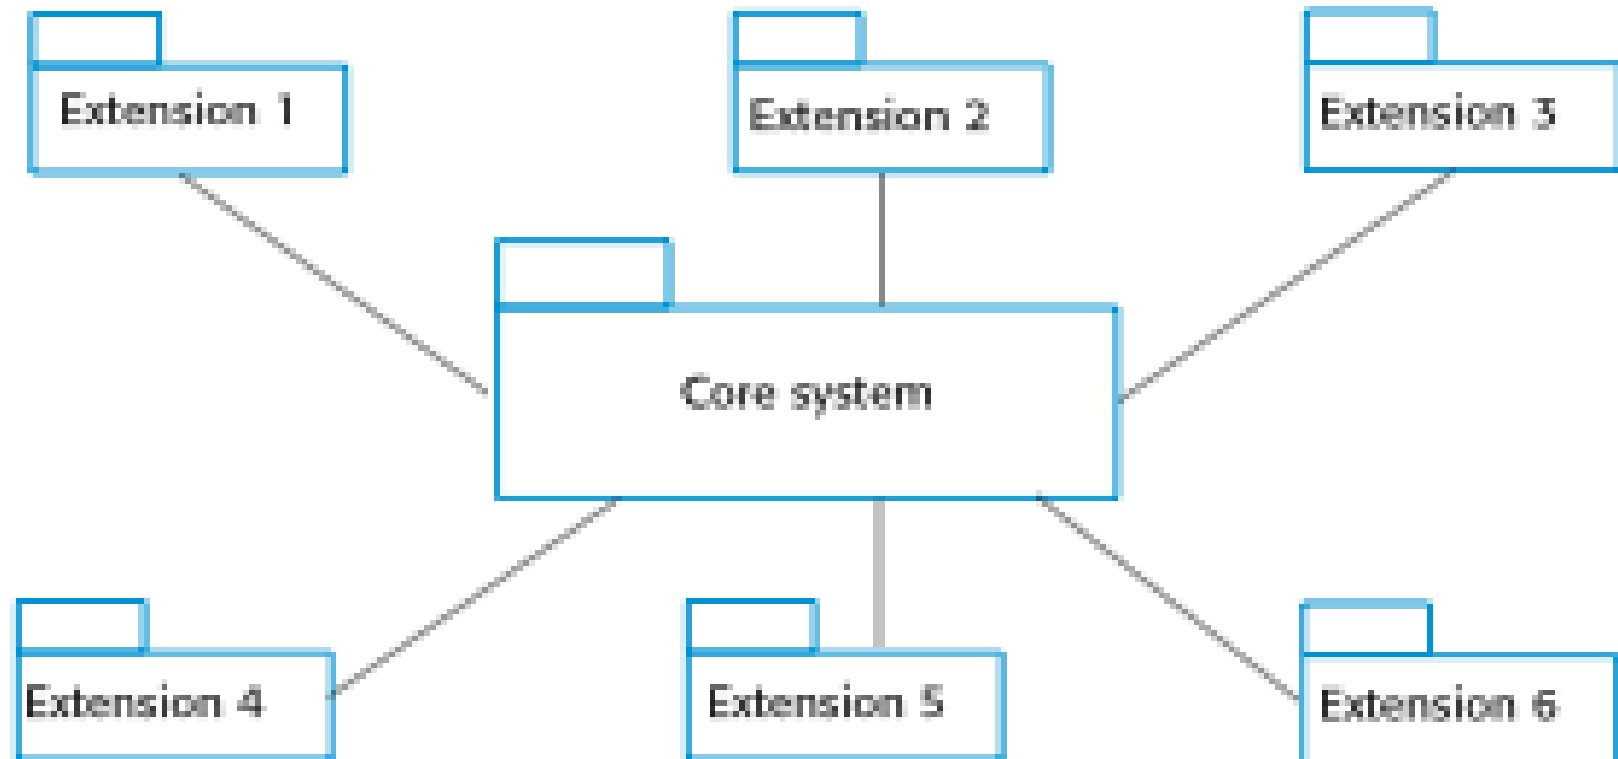 Extension 1
Extension 2
Extension 3
Core system
Extension 4
Extension 5
Extension 6